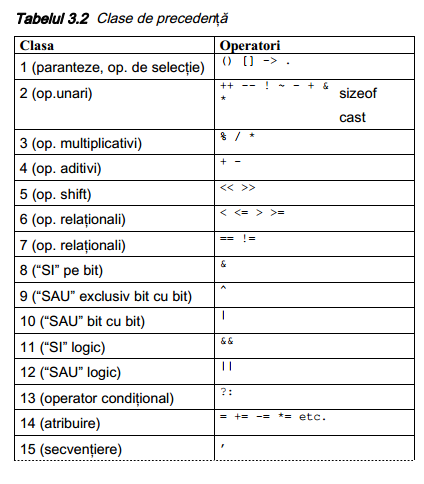 Tabelul 3.2 Clase de precedență
Clasa Operatori
1 (paranteze, op. de selecție) () [] -> .
2 (op.unari) ++ -- ! ~ - + & * sizeof cast
3 (op. multiplicativi) % / *
4 (op. aditivi) + -
5 (op. shift) << >>
6 (op. relaționali) < <= > >=
7 (op. relaționali) == !=
8 (“SI” pe bit) &
9 (“SAU” exclusiv bit cu bit) ^
10 (“SAU” bit cu bit) |
11 (“SI” logic) &&
12 (“SAU” logic) ||
13 (operator condițional) ?:
14 (atribuire) = += -= *= etc.
15 (secvențiere) ,